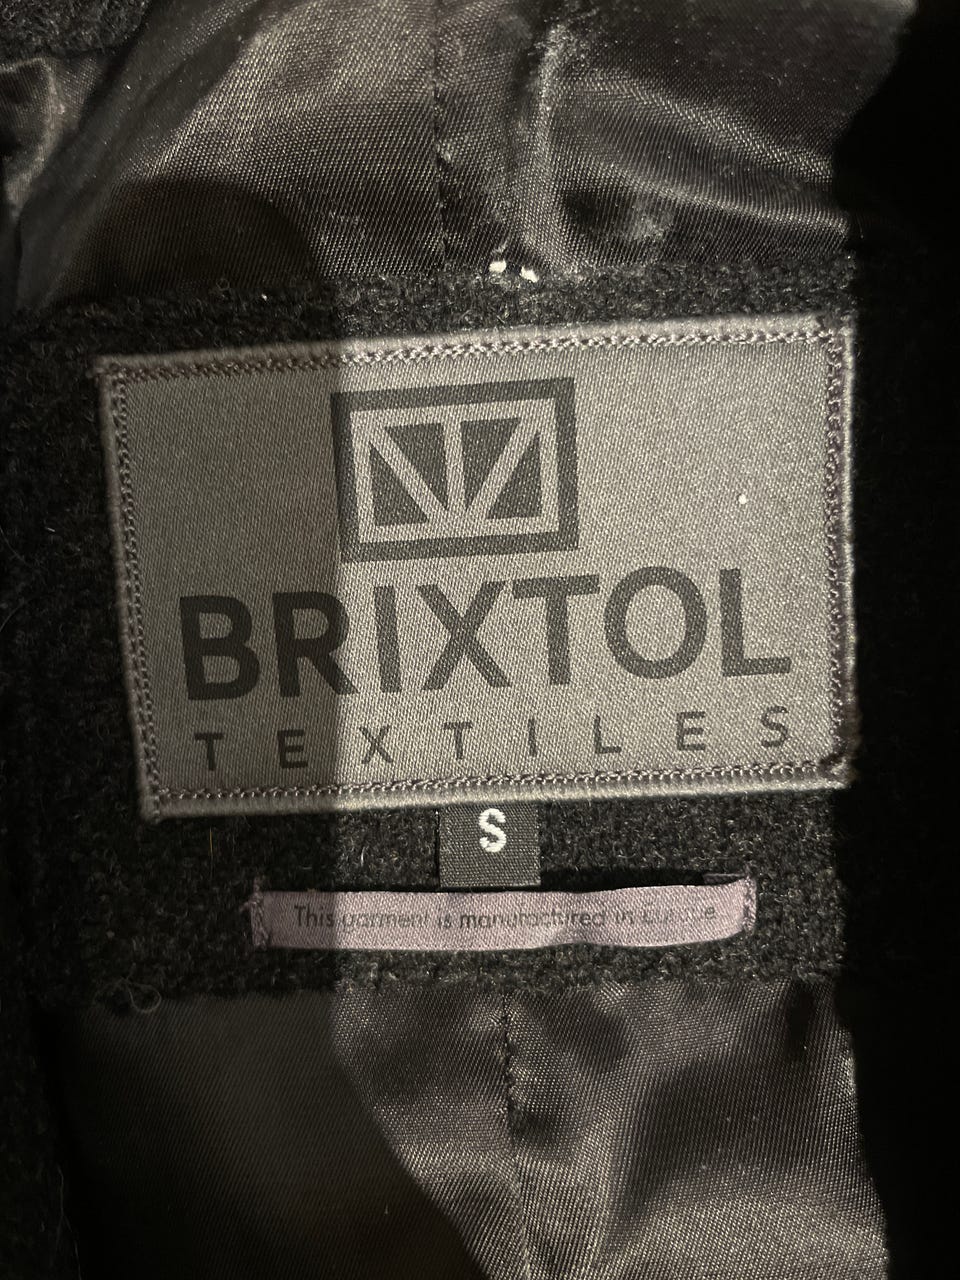 BRIXTOL
TEXTILES
S
This garment is manufactured in Europe